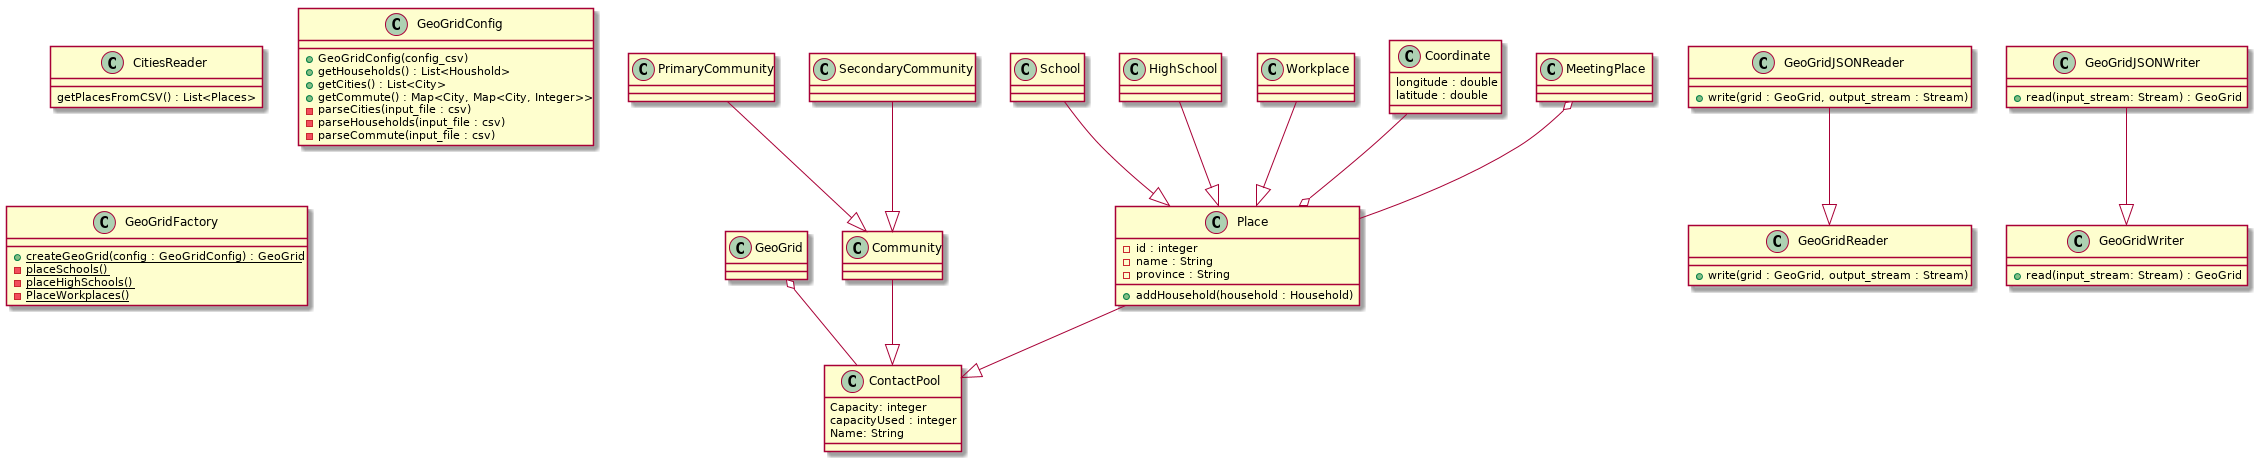 C CitiesReader
getPlacesFromCSV() : List<Places>
C GeoGridConfig
GeoGridConfig(config_csv)
getHouseholds() : List<Houshold>
getCities() : List<City>
getCommute() : Map<City, Map<City, Integer>>
parseCities(input_file : csv)
parseHouseholds(input_file : csv)
parseCommute(input_file : csv)
C PrimaryCommunity
C SecondaryCommunity
C School
C HighSchool
C Workplace
C Coordinate
longitude : double
latitude : double
C MeetingPlace
C GeoGridJSONReader
write(grid : GeoGrid, output_stream : Stream)
C GeoGridJSONWriter
read(input_stream: Stream) : GeoGrid
C GeoGridFactory
createGeoGrid(config : GeoGridConfig) : GeoGrid
placeSchools()
placeHighSchools()
PlaceWorkplaces()
C GeoGrid
C Community
C Place
id : integer
name : String
province : String
addHousehold(household : Household)
C GeoGridReader
write(grid : GeoGrid, output_stream : Stream)
C GeoGridWriter
read(input_stream: Stream) : GeoGrid
C ContactPool
Capacity: integer
capacityUsed : integer
Name: String